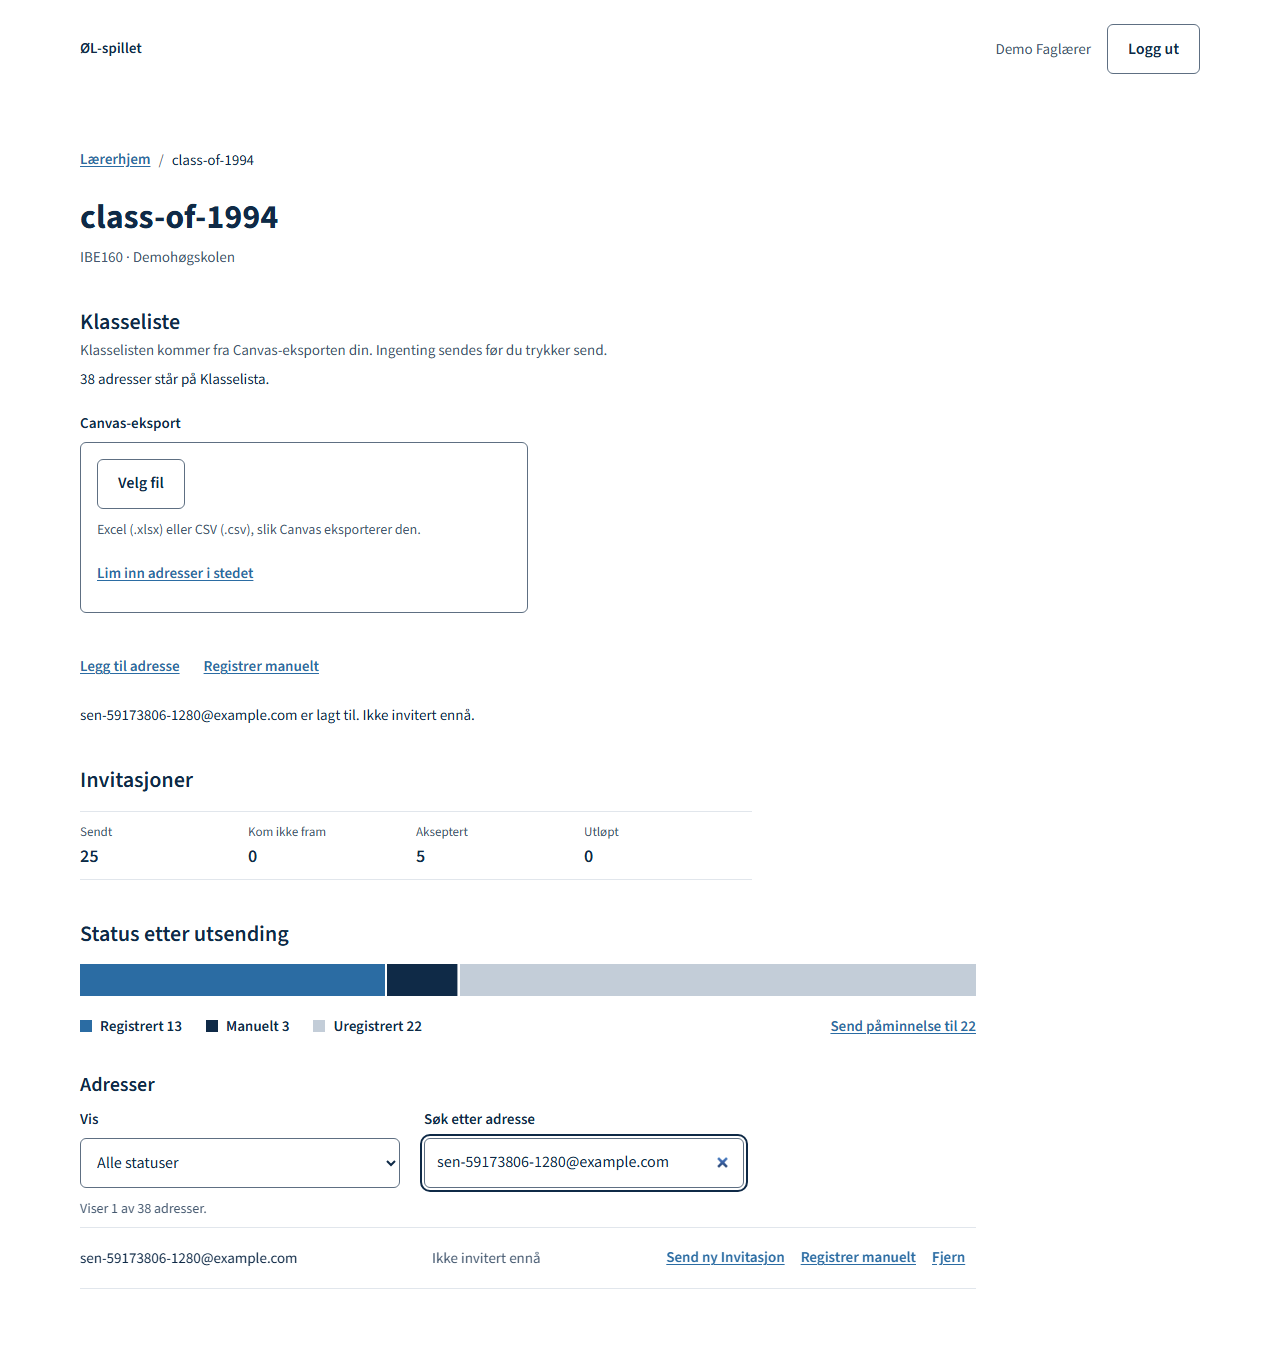 ØL-spillet
Demo Faglærer
Logg ut
Lærerhjem / class-of-1994
class-of-1994
IBE160 · Demohøgskolen
Klasseliste
Klasselisten kommer fra Canvas-eksporten din. Ingenting sendes før du trykker send.
38 adresser står på Klasselista.
Canvas-eksport
Velg fil
Excel (.xlsx) eller CSV (.csv), slik Canvas eksporterer den.
Lim inn adresser i stedet
Legg til adresse Registrer manuelt
sen-59173806-1280@example.com er lagt til. Ikke invitert ennå.
Invitasjoner
Sendt Kom ikke fram Akseptert Utløpt
25 0 5 0
Status etter utsending
Registrert 13 Manuelt 3 Uregistrert 22 Send påminnelse til 22
Adresser
Vis Søk etter adresse
Alle statuser sen-59173806-1280@example.com
Viser 1 av 38 adresser.
sen-59173806-1280@example.com Ikke invitert ennå Send ny Invitasjon Registrer manuelt Fjern